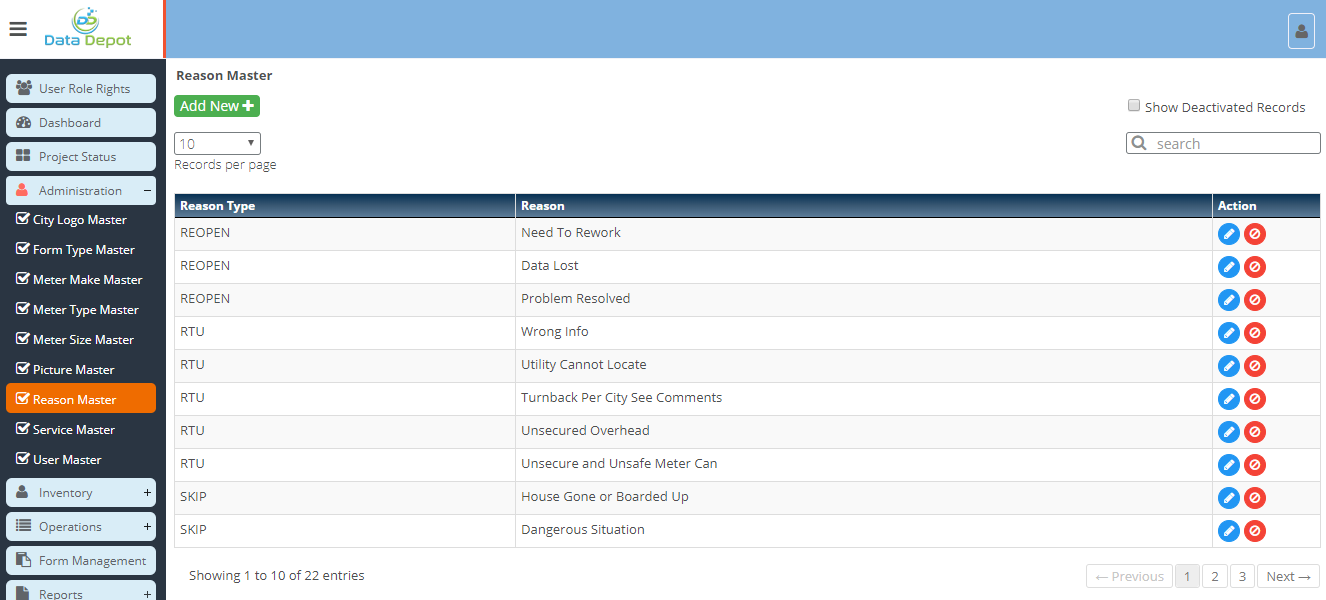 Data Depot
User Role Rights
Dashboard
Project Status
Administration −
City Logo Master
Form Type Master
Meter Make Master
Meter Type Master
Meter Size Master
Picture Master
Reason Master
Service Master
User Master
Inventory +
Operations +
Form Management
Reports +
Reason Master
Add New +
Show Deactivated Records
10
search
Records per page
Reason Type Reason Action
REOPEN Need To Rework
REOPEN Data Lost
REOPEN Problem Resolved
RTU Wrong Info
RTU Utility Cannot Locate
RTU Turnback Per City See Comments
RTU Unsecured Overhead
RTU Unsecure and Unsafe Meter Can
SKIP House Gone or Boarded Up
SKIP Dangerous Situation
Showing 1 to 10 of 22 entries
← Previous 1 2 3 Next →